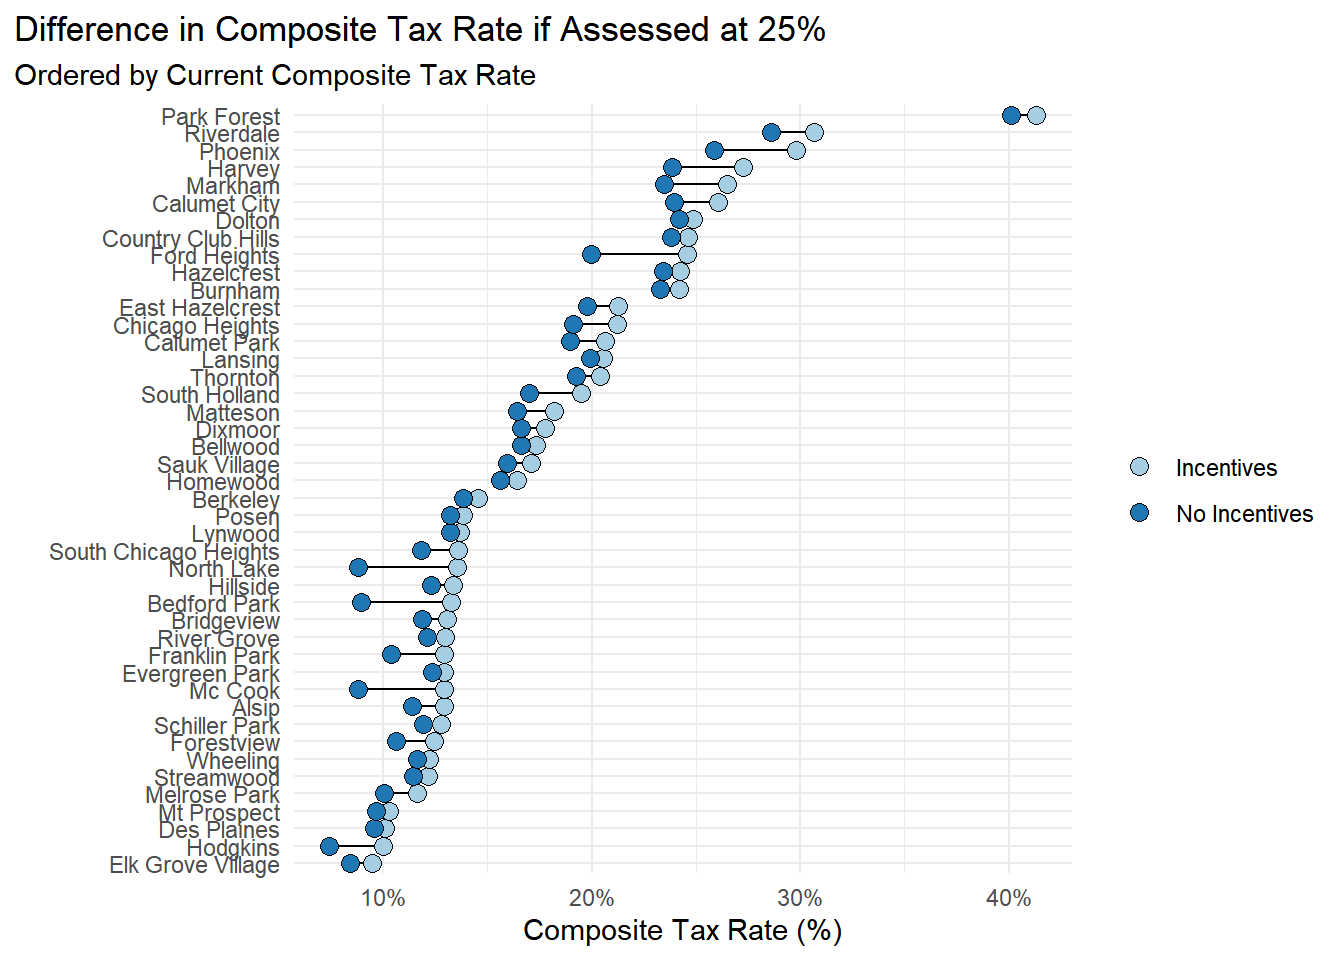 Difference in Composite Tax Rate if Assessed at 25%
Ordered by Current Composite Tax Rate
Park Forest
Riverdale
Phoenix
Harvey
Markham
Calumet City
Dolton
Country Club Hills
Ford Heights
Hazelcrest
Burnham
East Hazelcrest
Chicago Heights
Calumet Park
Lansing
Thornton
South Holland
Matteson
Dixmoor
Bellwood
Sauk Village
Homewood
Berkeley
Posen
Lynwood
South Chicago Heights
North Lake
Hillside
Bedford Park
Bridgeview
River Grove
Franklin Park
Evergreen Park
Mc Cook
Alsip
Schiller Park
Forestview
Wheeling
Streamwood
Melrose Park
Mt Prospect
Des Plaines
Hodgkins
Elk Grove Village
10% 20% 30% 40%
Composite Tax Rate (%)
Incentives
No Incentives